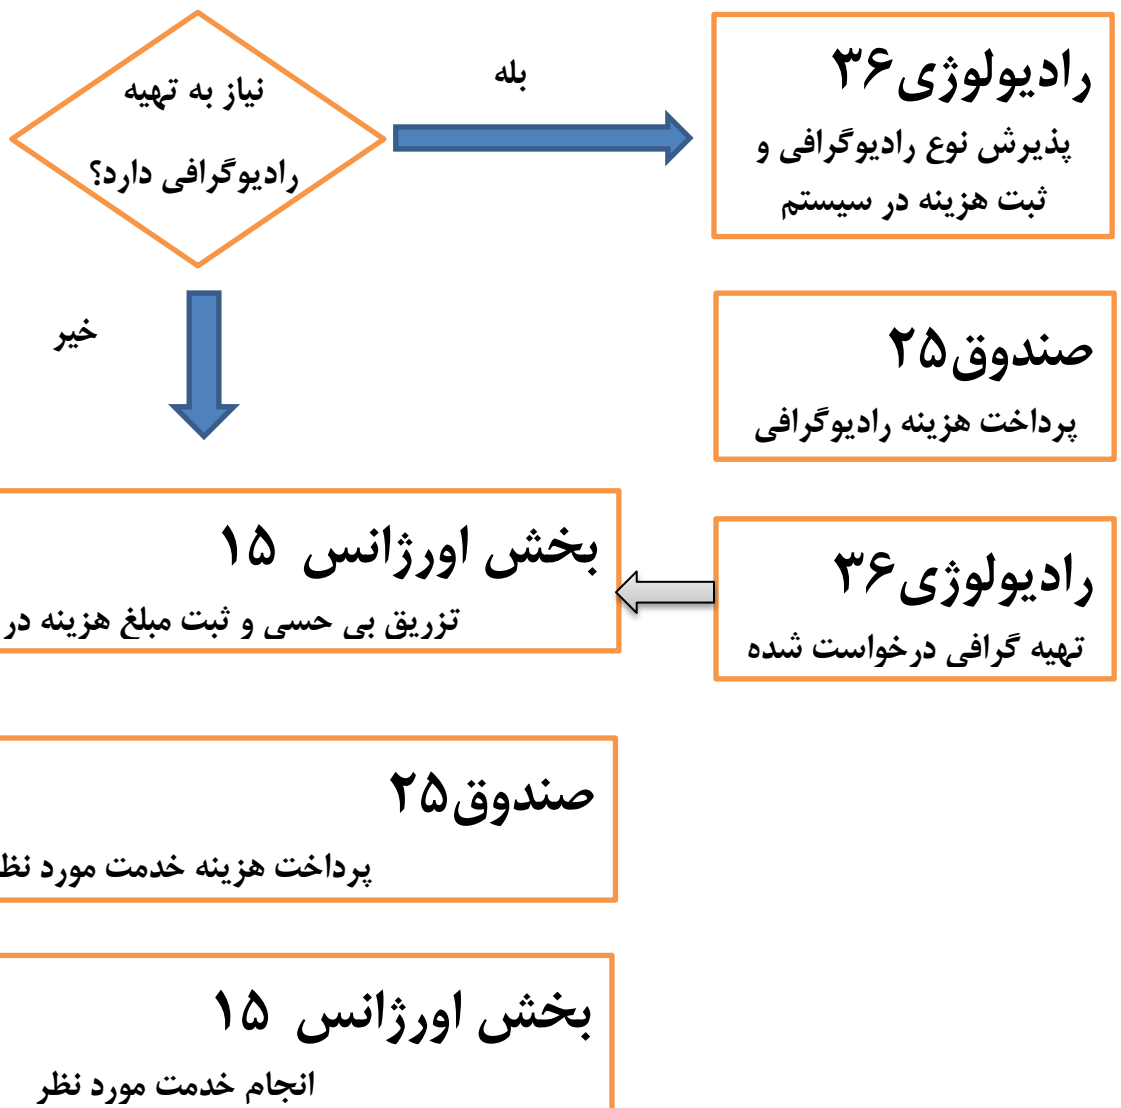 نیاز به تهیه
رادیوگرافی دارد؟
بله
رادیولوژی۳۶
پذیرش نوع رادیوگرافی و
ثبت هزینه در سیستم
خیر
صندوق۲۵
پرداخت هزینه رادیوگرافی
رادیولوژی۳۶
تهیه گرافی درخواست شده
بخش اورژانس ۱۵
تزریق بی حسی و ثبت مبلغ هزینه در
صندوق۲۵
پرداخت هزینه خدمت مورد
بخش اورژانس ۱۵
انجام خدمت مورد نظر